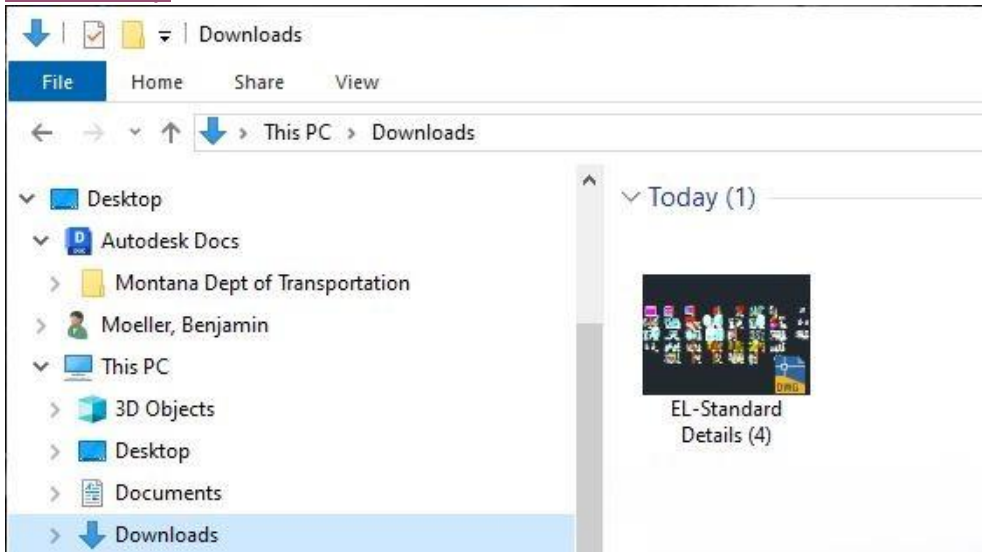 Downloads
File Home Share View
This PC > Downloads
Desktop
Autodesk Docs
Montana Dept of Transportation
Moeller, Benjamin
This PC
3D Objects
Desktop
Documents
Downloads
Today (1)
DWG
EL-Standard
Details (4)